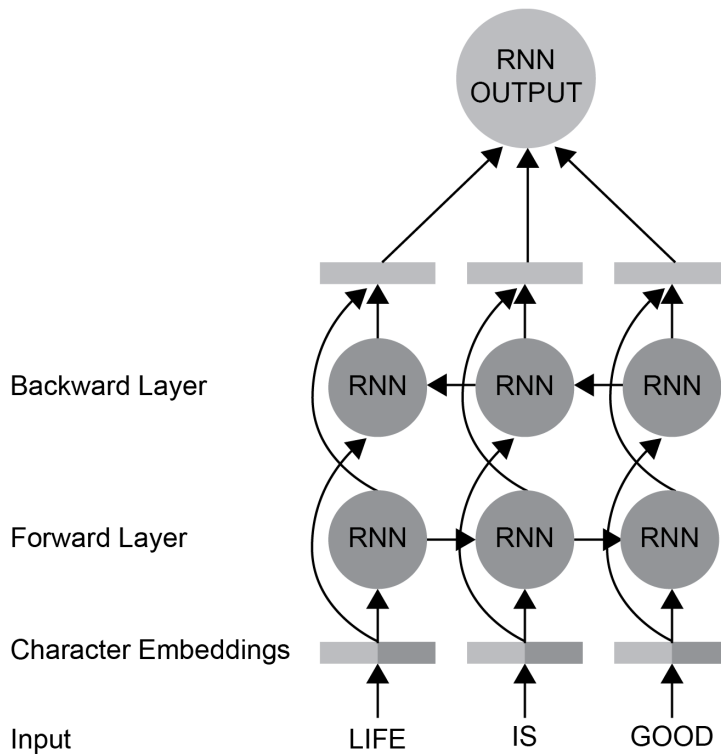 RNN
OUTPUT
Backward Layer
RNN
RNN
RNN
Forward Layer
RNN
RNN
RNN
Character Embeddings
Input
LIFE
IS
GOOD